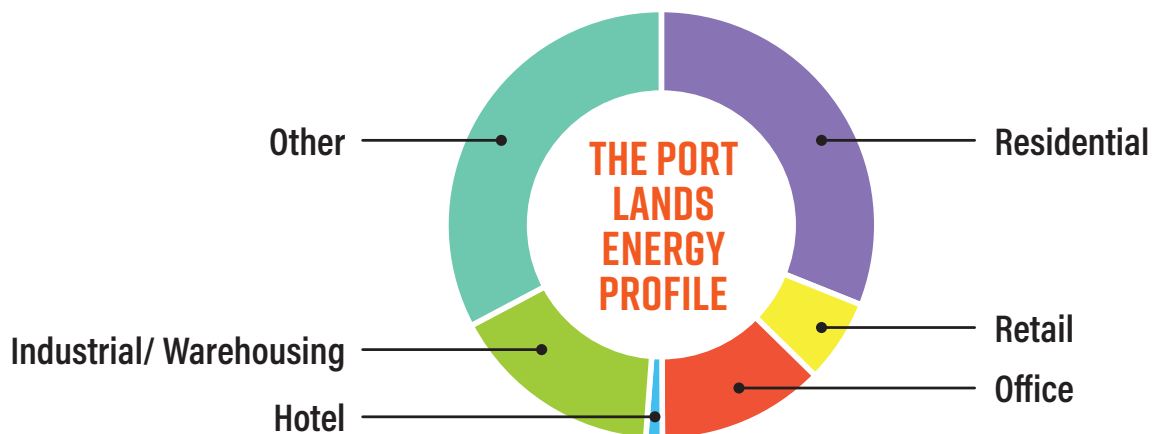 Other
Residential
THE PORT
LANDS
ENERGY
PROFILE
Industrial/ Warehousing
Retail
Office
Hotel